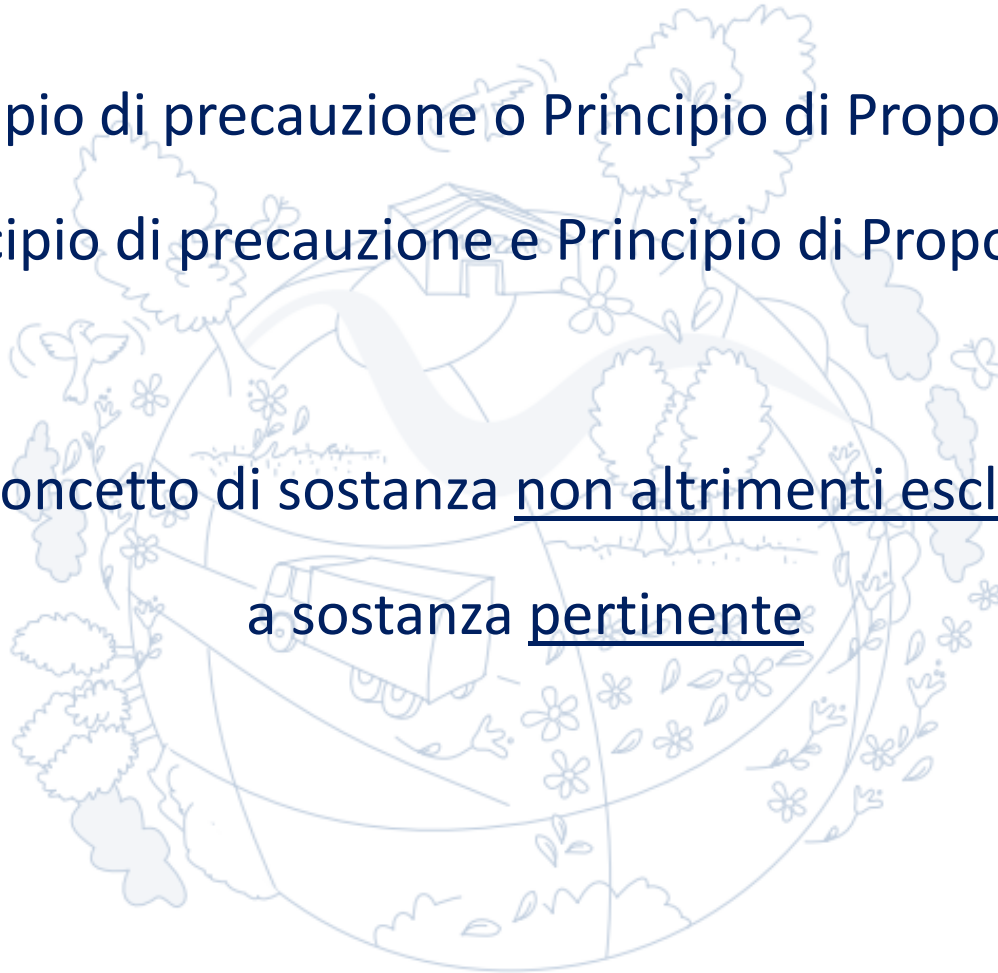 pio di precauzione o Principio di Propo
cipio di precauzione e Principio di Propo
oncetto di sostanza non altrimenti escl
a sostanza pertinente